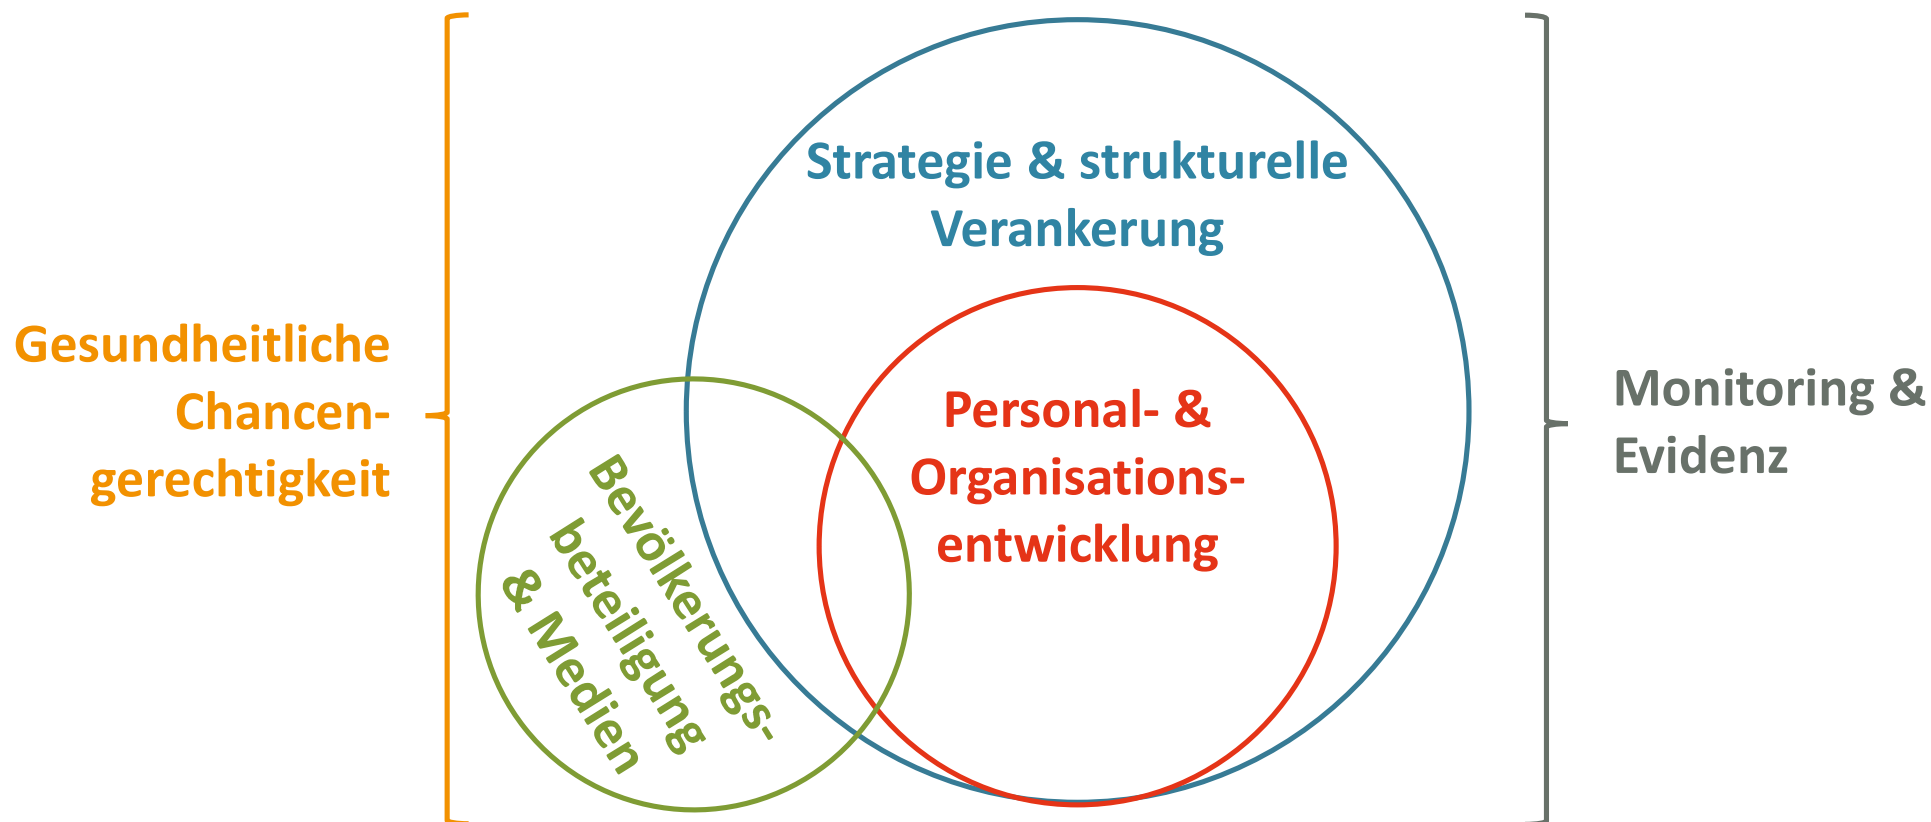 Strategie & strukturelle
Verankerung
Gesundheitliche
Chancen-
gerechtigkeit
Personal- &
Organisations-
entwicklung
Monitoring &
Evidenz
Bevölkerungs-
beteiligung
& Medien